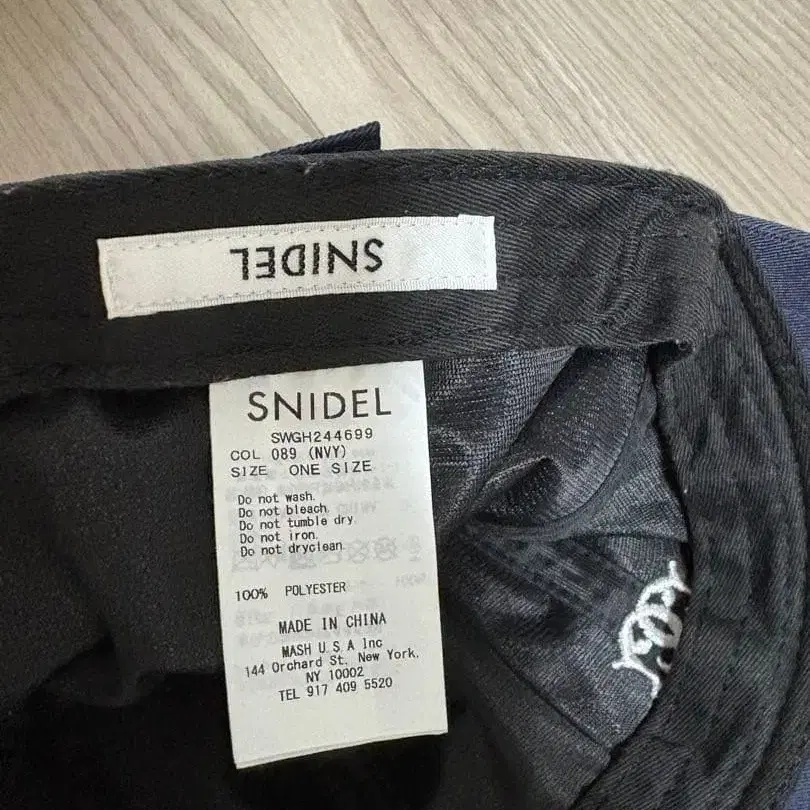 SNIDEL
SNIDEL
SWGH244699
COL 089 (NVY)
SIZE ONE SIZE
Do not wash.
Do not bleach.
Do not tumble dry.
Do not iron.
Do not dryclean.
100% POLYESTER
MADE IN CHINA
MASH U.S.A Inc
144 Orchard St. New York.
NY 10002
TEL 917 409 5520